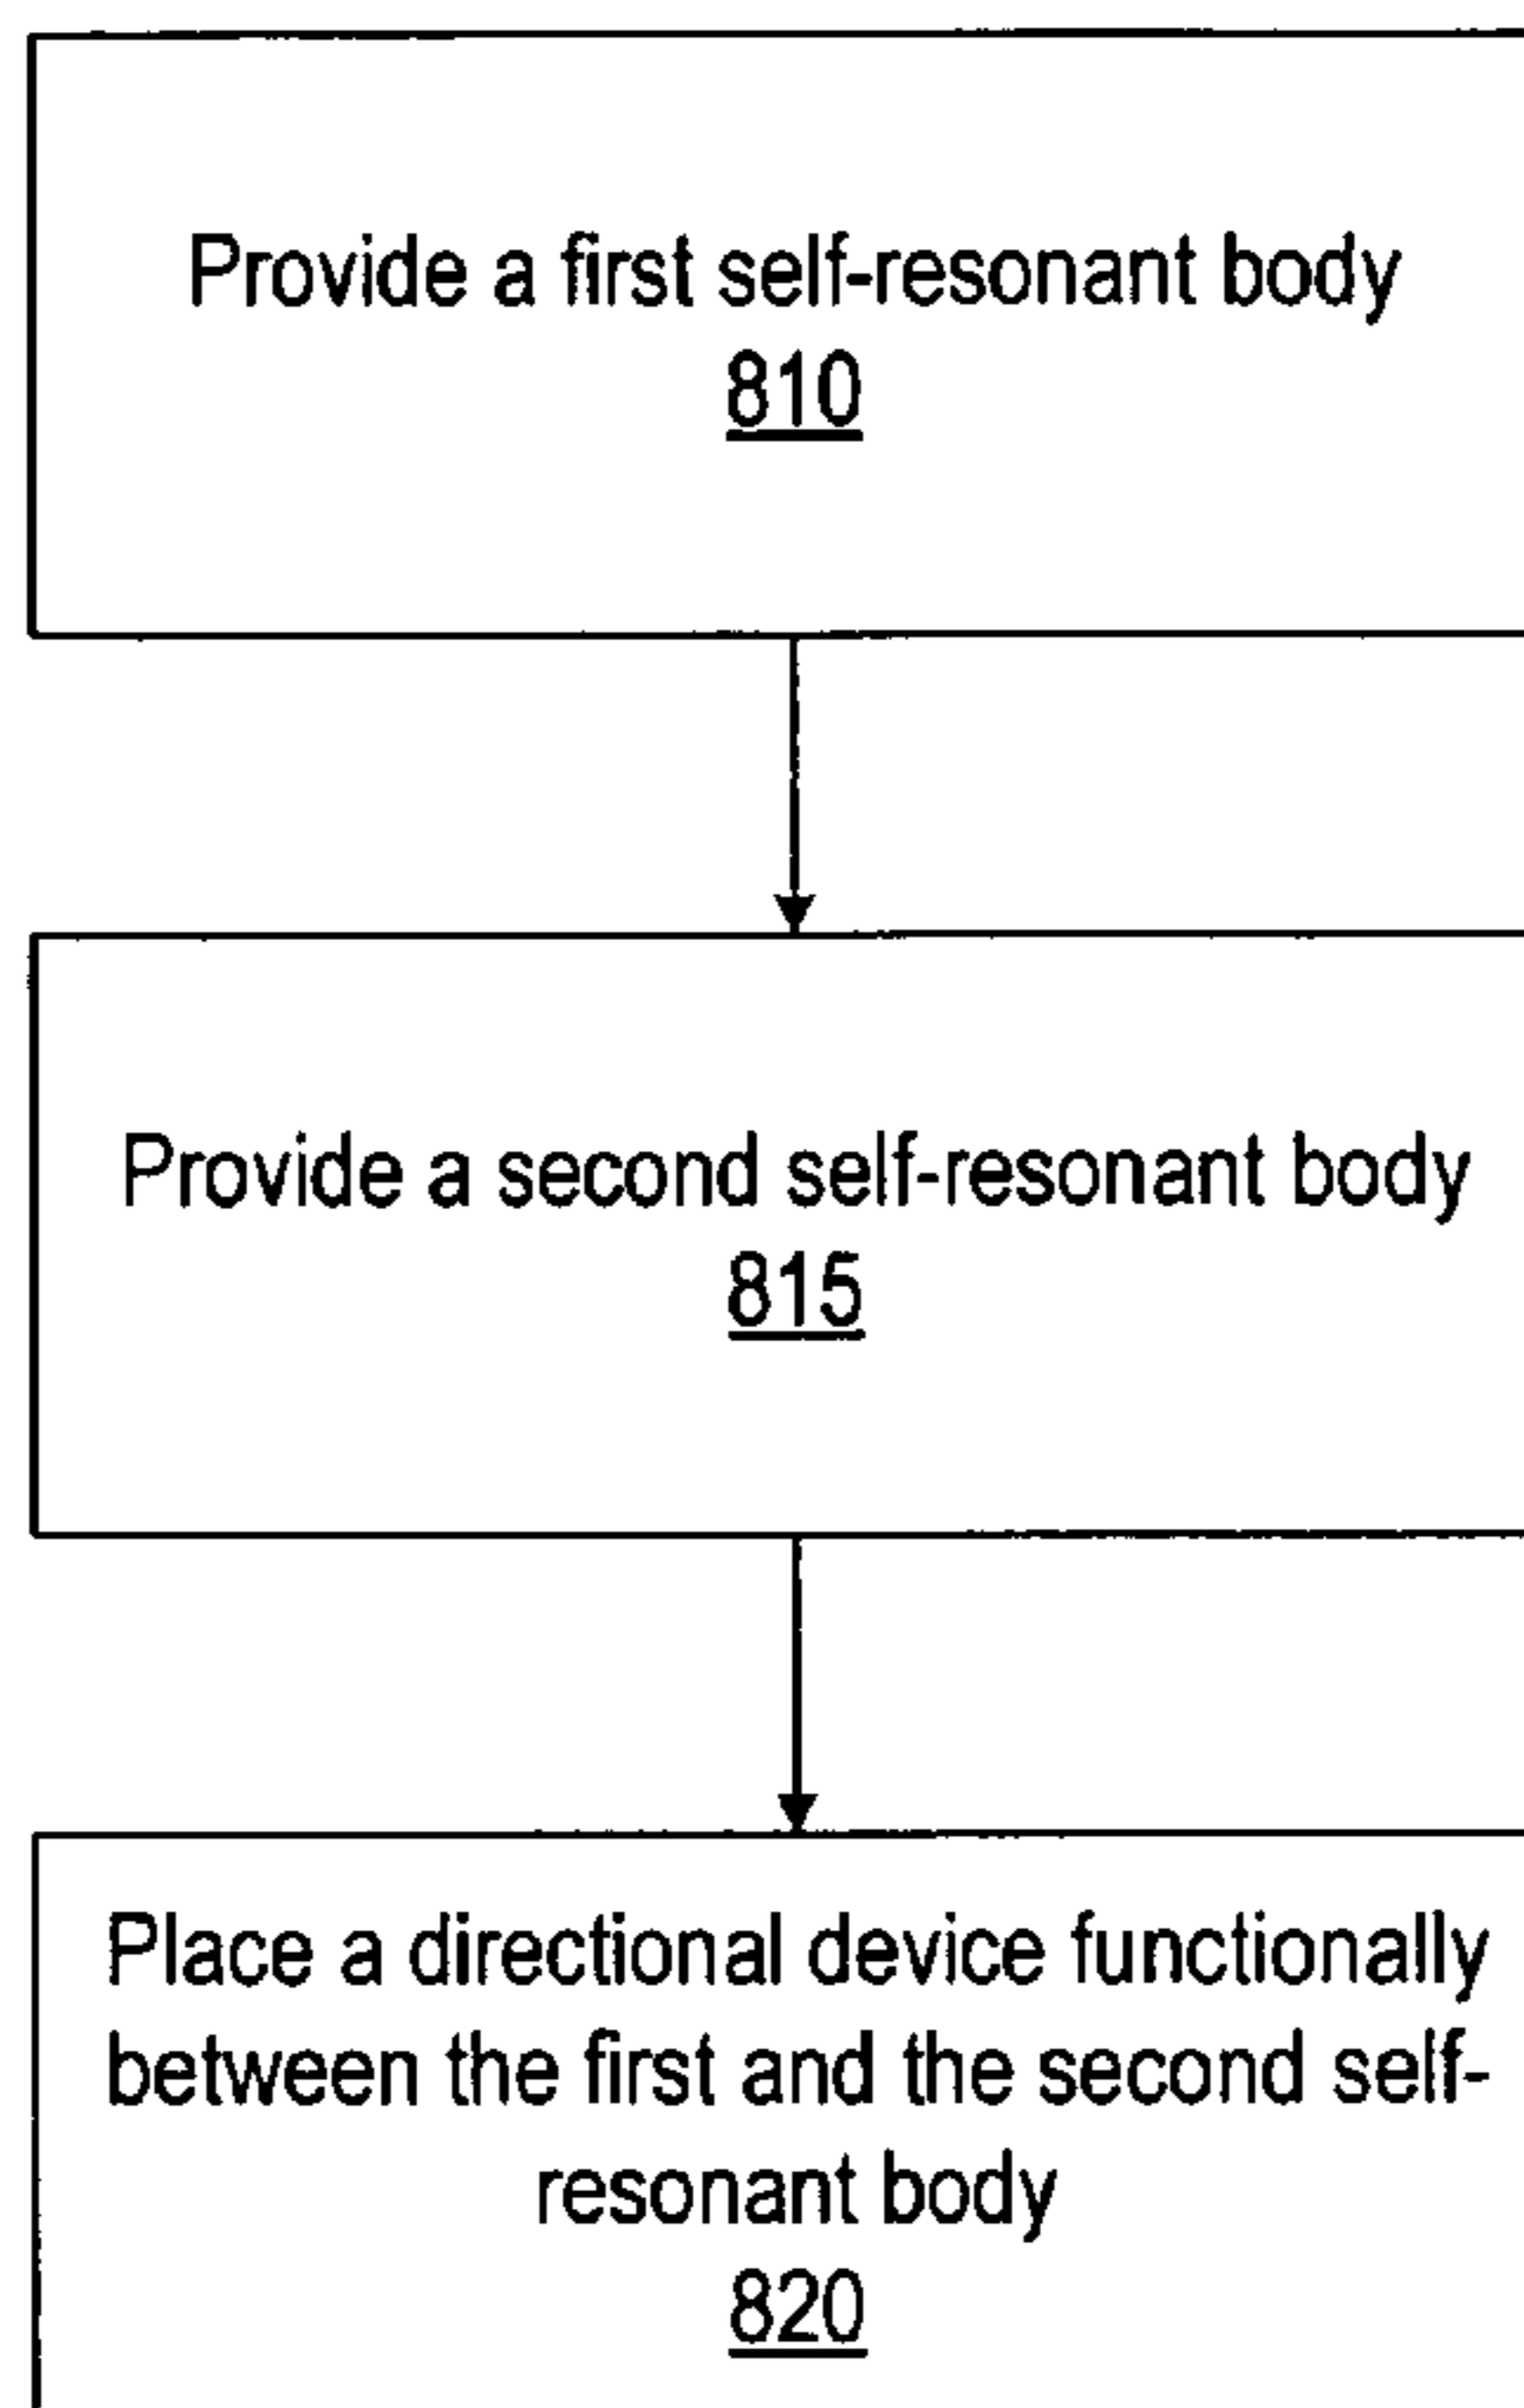 Provide a first self-resonant body
810
Provide a second self-resonant body
815
Place a directional device functionally
between the first and the second self-
resonant body
820